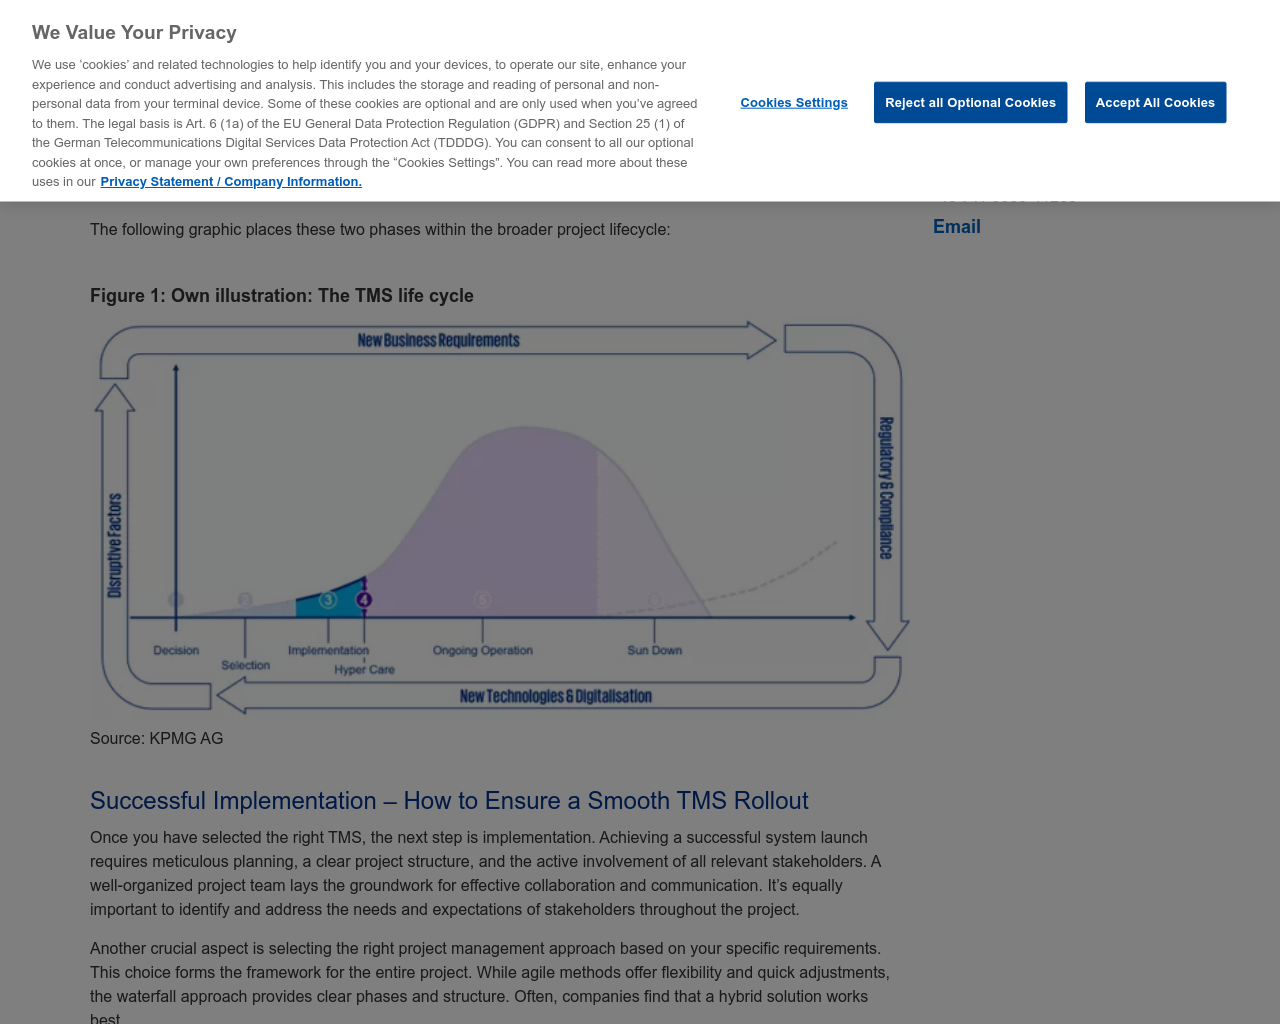 We Value Your Privacy
We use ‘cookies’ and related technologies to help identify you and your devices, to operate our site, enhance your
experience and conduct advertising and analysis. This includes the storage and reading of personal and non-
personal data from your terminal device. Some of these cookies are optional and are only used when you’ve agreed
to them. The legal basis is Art. 6 (1a) of the EU General Data Protection Regulation (GDPR) and Section 25 (1) of
the German Telecommunications Digital Services Data Protection Act (TDDDG). You can consent to all our optional
cookies at once, or manage your own preferences through the “Cookies Settings”. You can read more about these
uses in our Privacy Statement / Company Information.
Cookies Settings
Reject all Optional Cookies
Accept All Cookies
Email
The following graphic places these two phases within the broader project lifecycle:
Figure 1: Own illustration: The TMS life cycle
New Business Requirements
Regulatory & Compliance
Disruptive Factors
2
3
4
5
Decision
Selection
Implementation
Hyper Care
Ongoing Operation
Sun Down
New Technologies & Digitalisation
Source: KPMG AG
Successful Implementation – How to Ensure a Smooth TMS Rollout
Once you have selected the right TMS, the next step is implementation. Achieving a successful system launch
requires meticulous planning, a clear project structure, and the active involvement of all relevant stakeholders. A
well-organized project team lays the groundwork for effective collaboration and communication. It’s equally
important to identify and address the needs and expectations of stakeholders throughout the project.
Another crucial aspect is selecting the right project management approach based on your specific requirements.
This choice forms the framework for the entire project. While agile methods offer flexibility and quick adjustments,
the waterfall approach provides clear phases and structure. Often, companies find that a hybrid solution works
best.